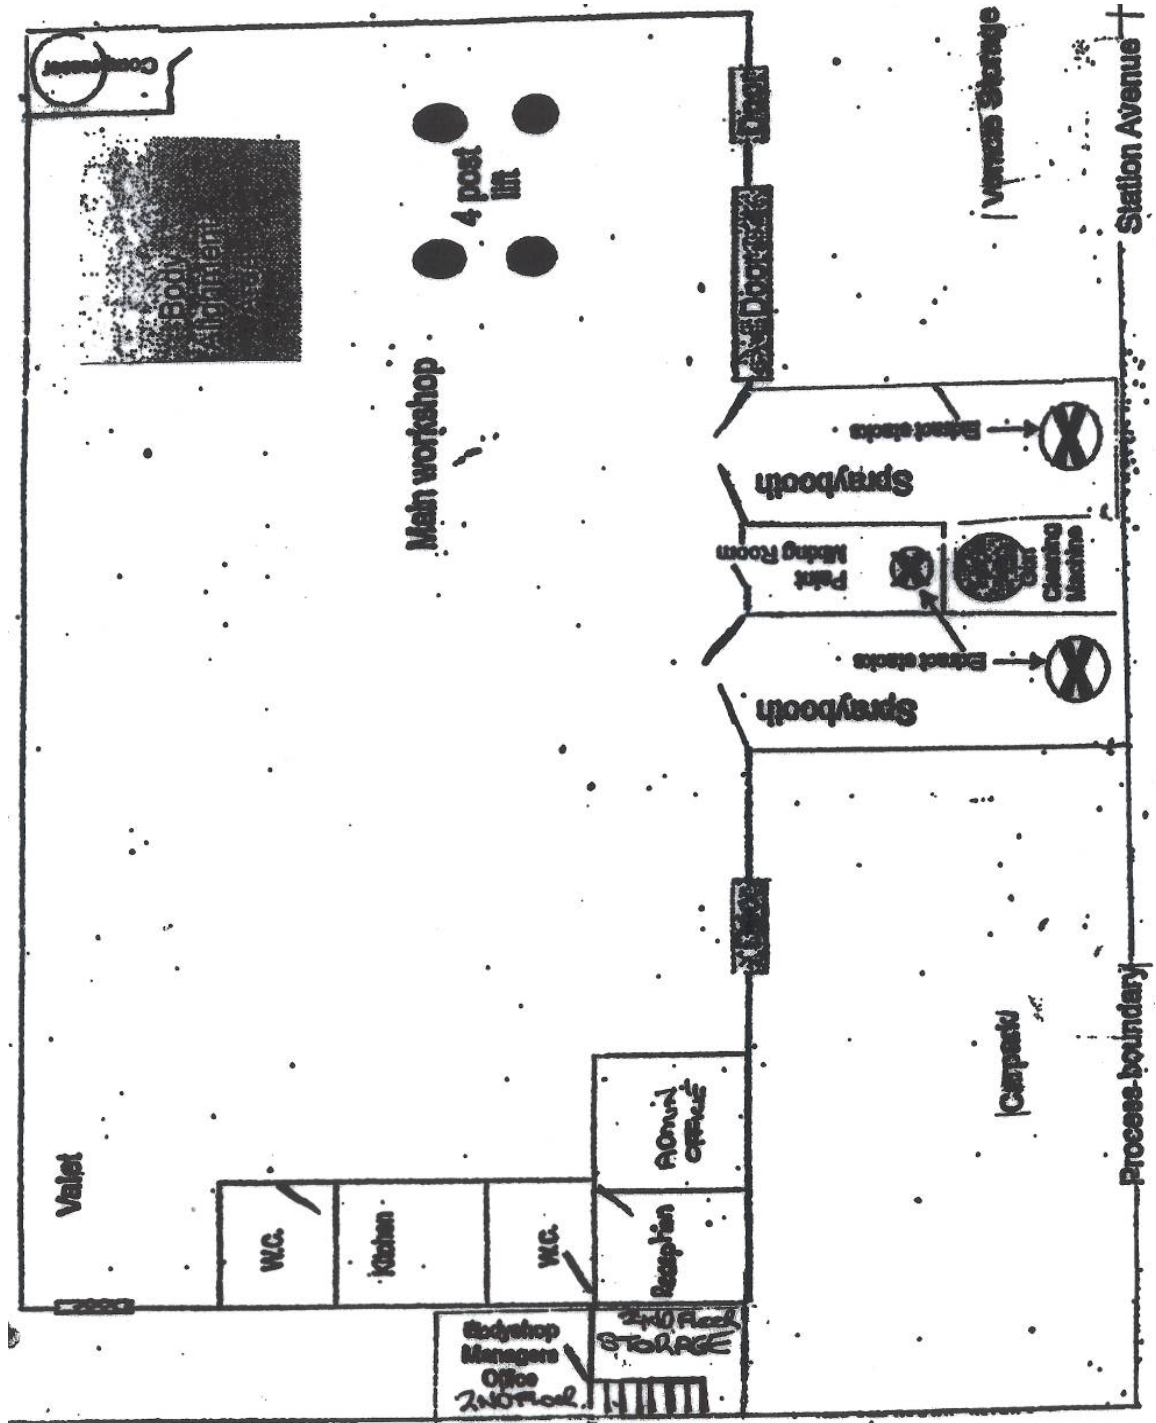 Compressor
Body
Alignment
4 post
lift
Main workshop
Door
Door
Vehicle Storage
Station Avenue
Extract stacks
Spraybooth
Paint
Mixing Room
Gun
Cleaning
Machine
Extract stacks
Spraybooth
Door
Carpark
Process boundary
Valet
W.C.
Kitchen
W.C.
Reception
ADMIN
OFFICE
Bodyshop
Managers
Office
2ND Floor
2ND Floor
STORAGE